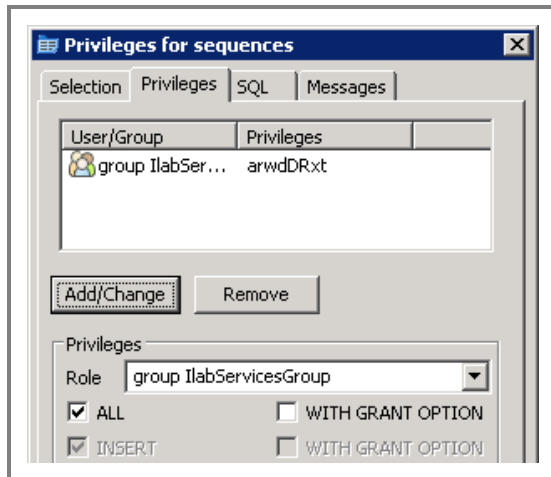 Privileges for sequences
Selection Privileges SQL Messages
User/Group Privileges
group IlabSer... arwdDRxt
Add/Change Remove
Privileges
Role group IlabServicesGroup
ALL WITH GRANT OPTION
INSERT WITH GRANT OPTION